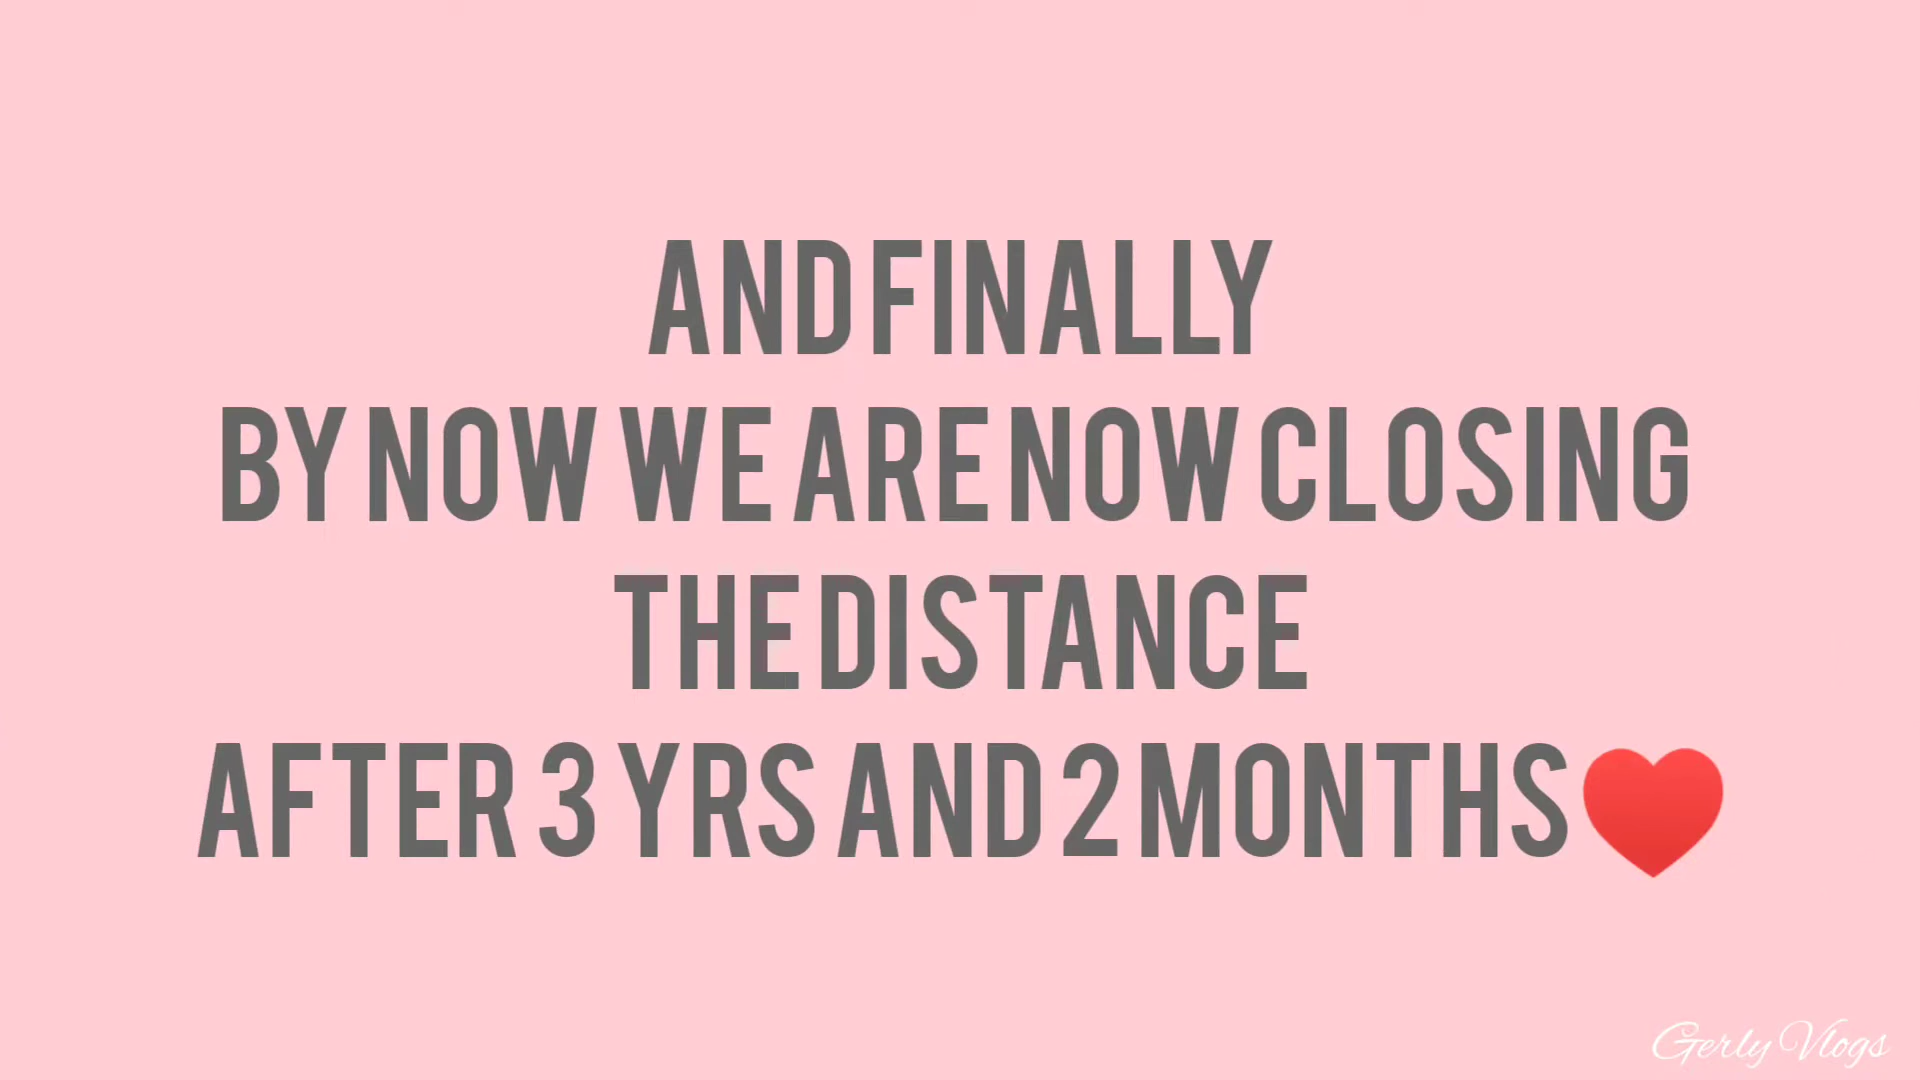 AND FINALLY
BY NOW WE ARE NOW CLOSING
THE DISTANCE
AFTER 3 YRS AND 2 MONTHS♥
Gerly Vlogs